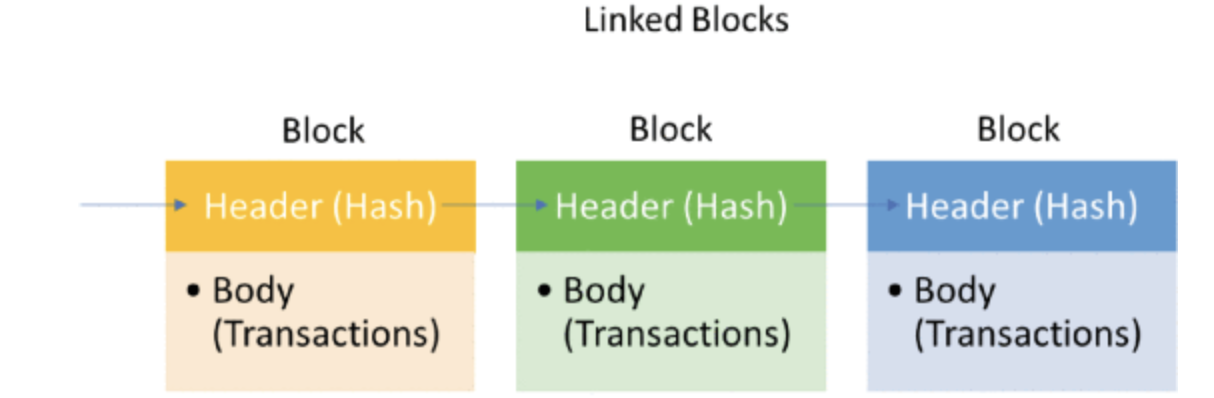 Linked Blocks
Block
Block
Block
Header (Hash)
Header (Hash)
Header (Hash)
• Body
(Transactions)
• Body
(Transactions)
• Body
(Transactions)